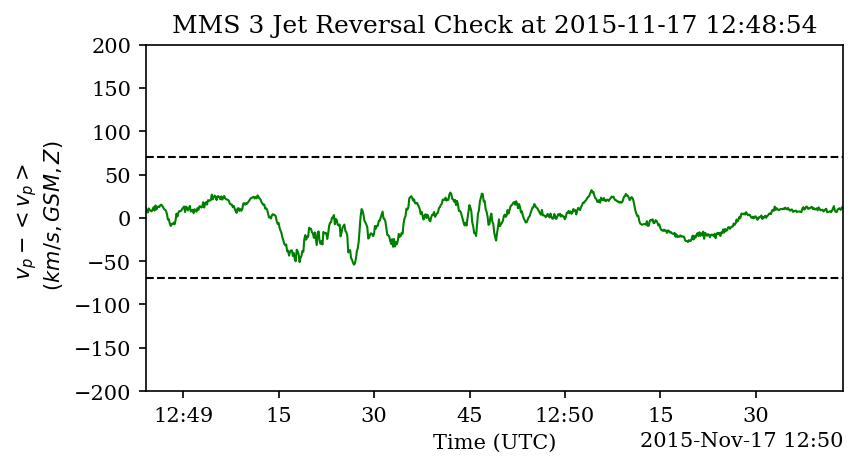 MMS 3 Jet Reversal Check at 2015-11-17 12:48:54
v_p - < v_p >
(km/s, GSM, Z)
200
150
100
50
0
−50
−100
−150
−200
12:49 15 30 45 12:50 15 30
Time (UTC) 2015-Nov-17 12:50